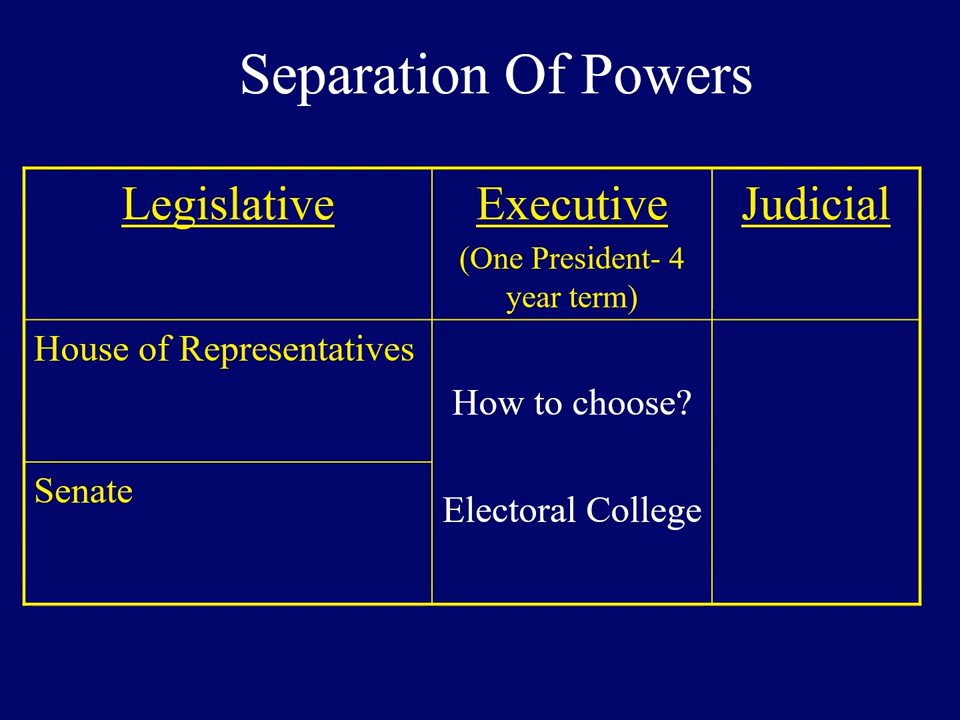 Separation Of Powers
Legislative
Executive
(One President- 4
year term)
Judicial
House of Representatives
How to choose?
Senate
Electoral College